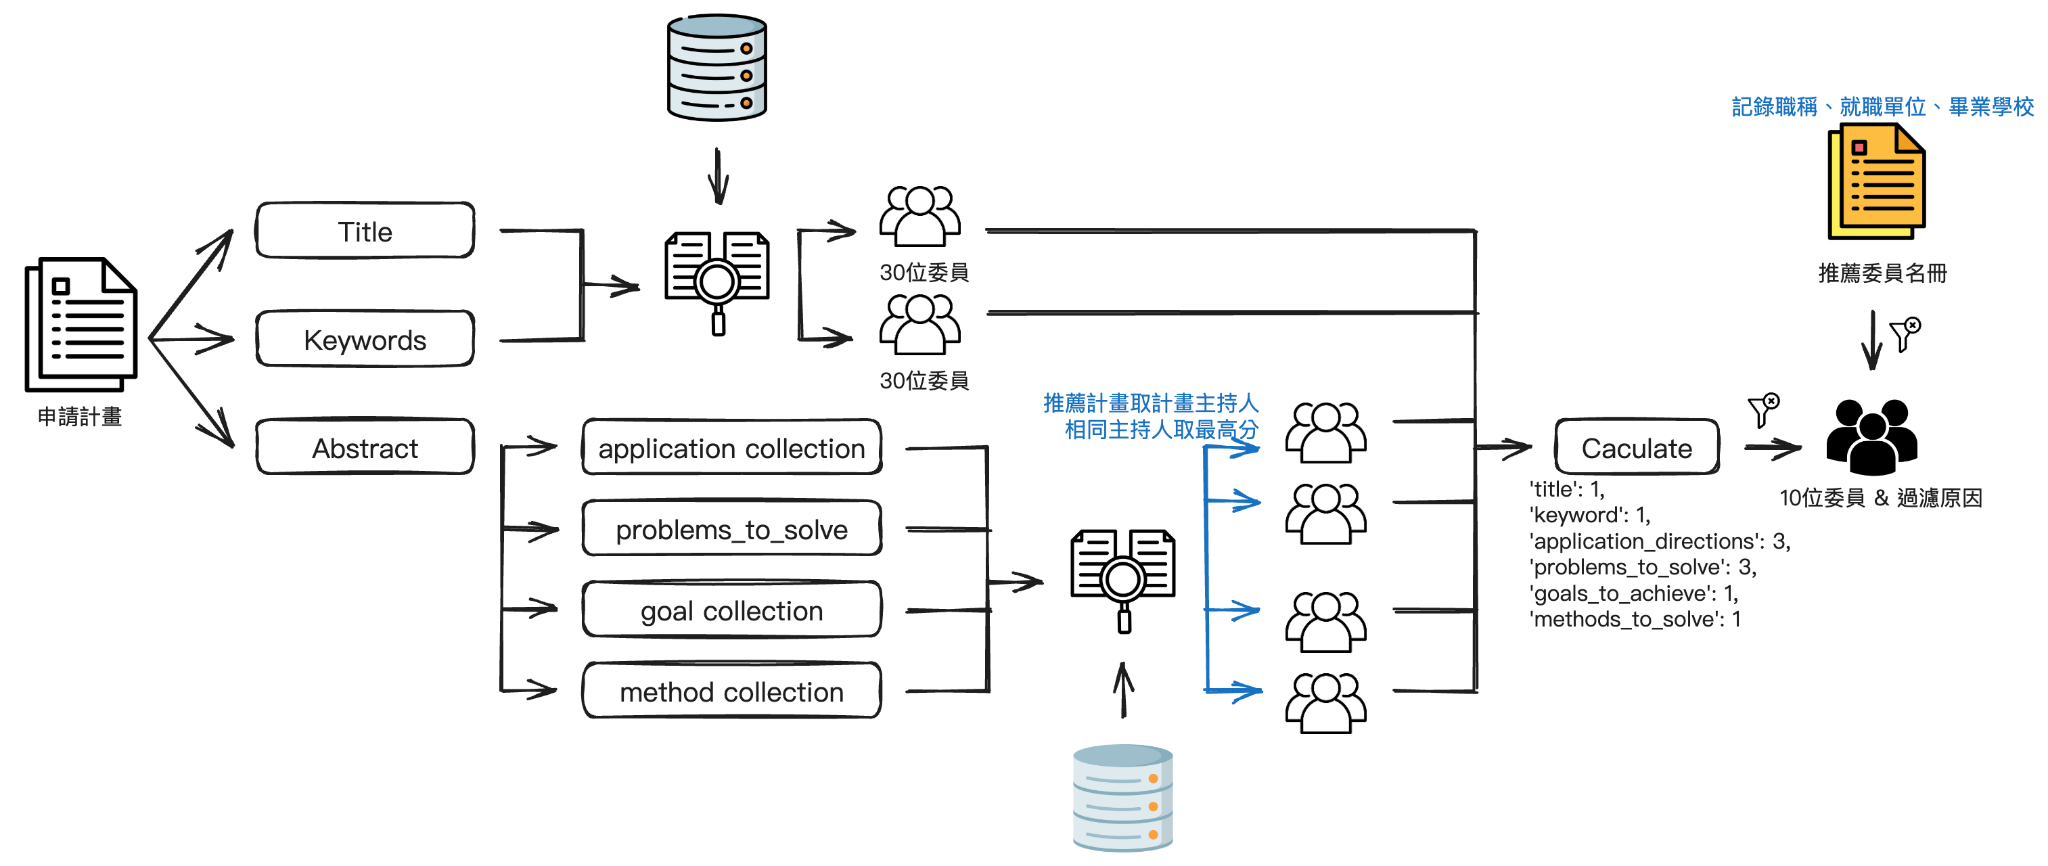 記錄職稱、就職單位、畢業學校
推薦委員名冊
申請計畫
Title
Keywords
Abstract
30位委員
30位委員
application collection
problems_to_solve
goal collection
method collection
推薦計畫取計畫主持人
相同主持人取最高分
Caculate
'title': 1,
'keyword': 1,
'application_directions': 3,
'problems_to_solve': 3,
'goals_to_achieve': 1,
'methods_to_solve': 1
10位委員 & 過濾原因